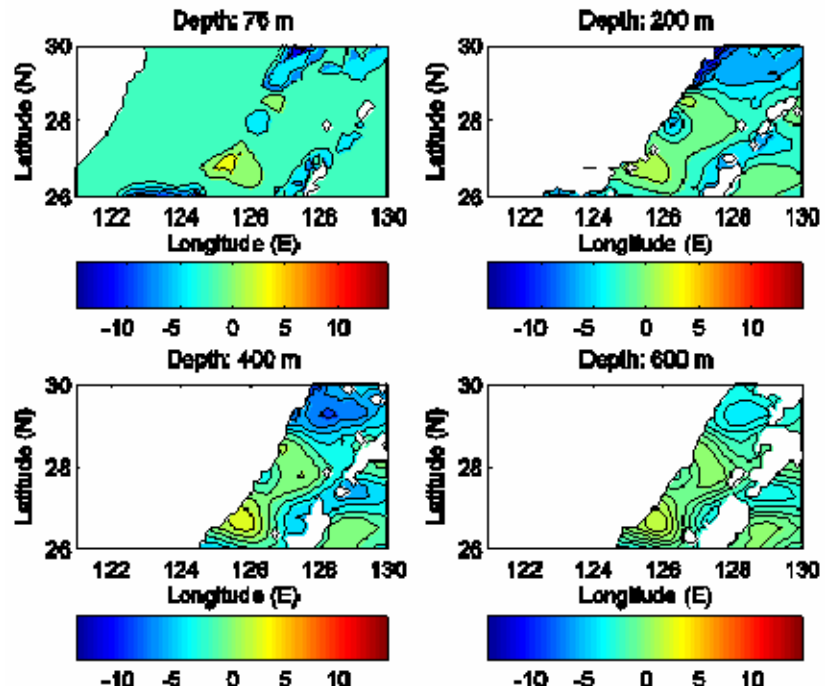 Depth: 75 m
30
28
26
Latitude (N)
122 124 126 128 130
Longitude (E)
-10 -5 0 5 10
Depth: 200 m
30
28
26
Latitude (N)
122 124 126 128 130
Longitude (E)
-10 -5 0 5 10
Depth: 400 m
30
28
26
Latitude (N)
122 124 126 128 130
Longitude (E)
-10 -5 0 5 10
Depth: 600 m
30
28
26
Latitude (N)
122 124 126 128 130
Longitude (E)
-10 -5 0 5 10